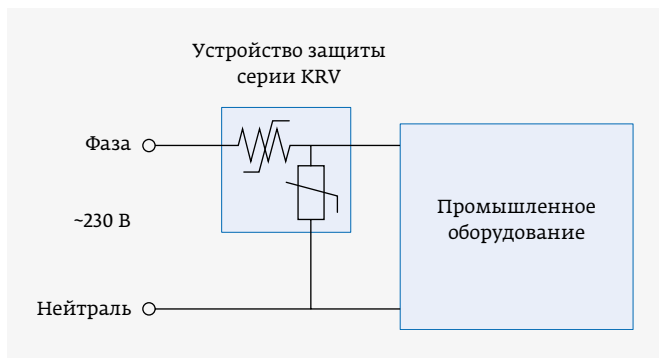 Устройство защиты
серии KRV
Фаза
~230 В
Промышленное
оборудование
Нейтраль